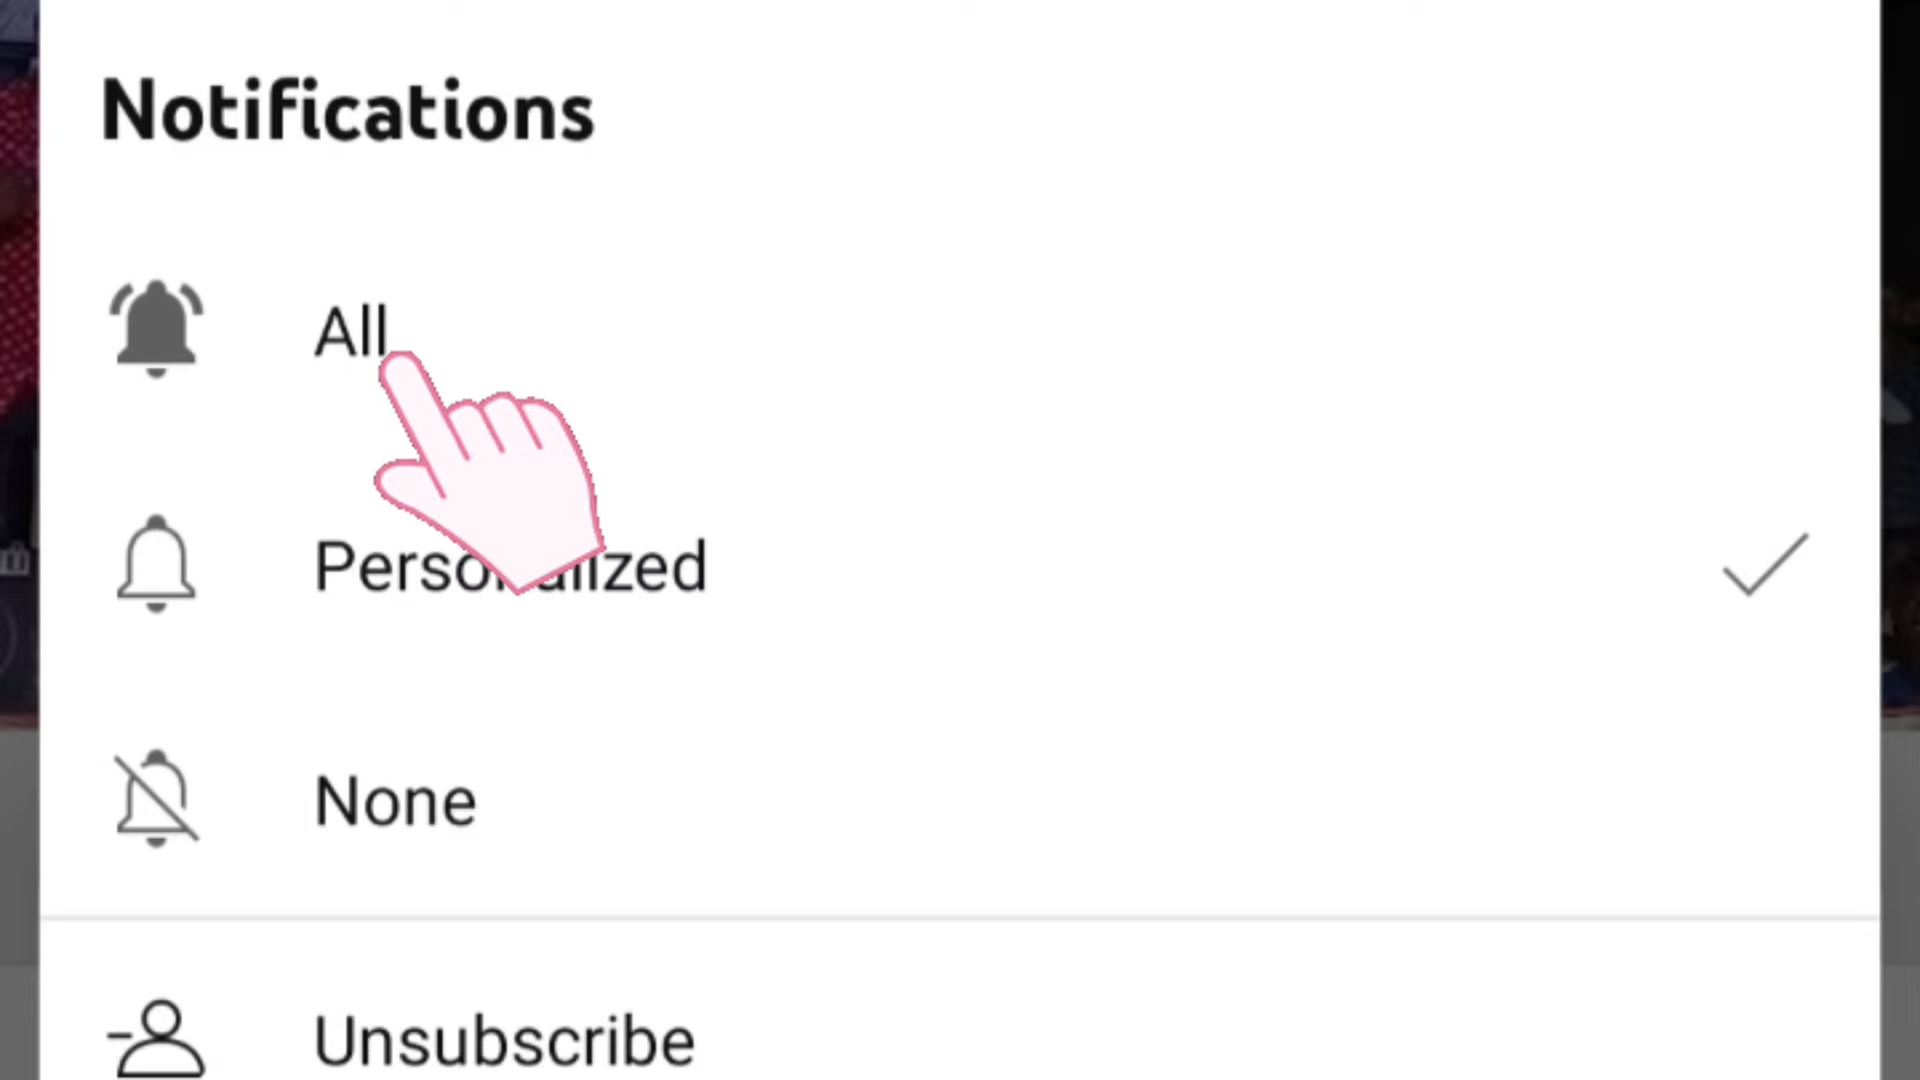 Notifications
All
Personalized
None
Unsubscribe